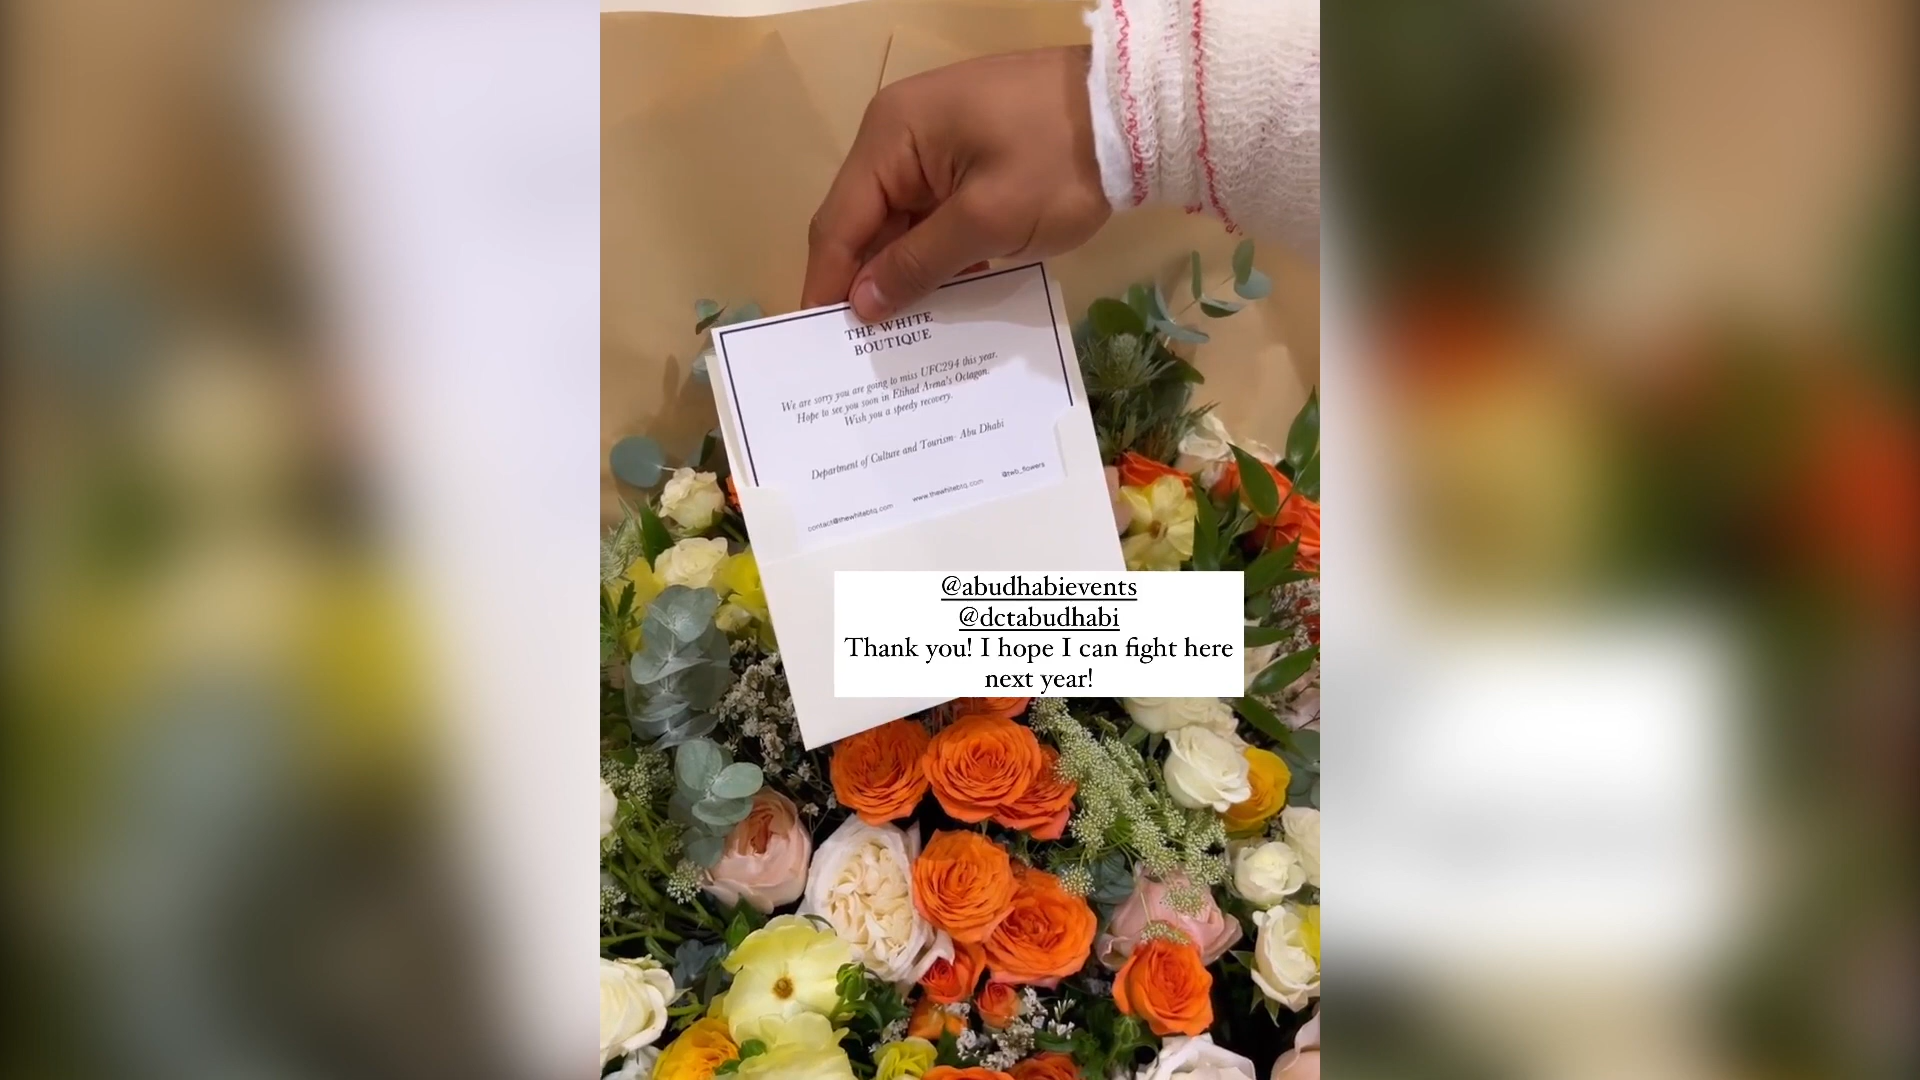 THE WHITE
BOUTIQUE
We are sorry you are going to miss UFC294 this year.
Hope to see you soon in Etihad Arena's Octagon.
Wish you a speedy recovery.
Department of Culture and Tourism- Abu Dhabi
contact@thewhitebtq.com www.thewhitebtq.com @twb_flowers
@abudhabievents
@dctabudhabi
Thank you! I hope I can fight here
next year!